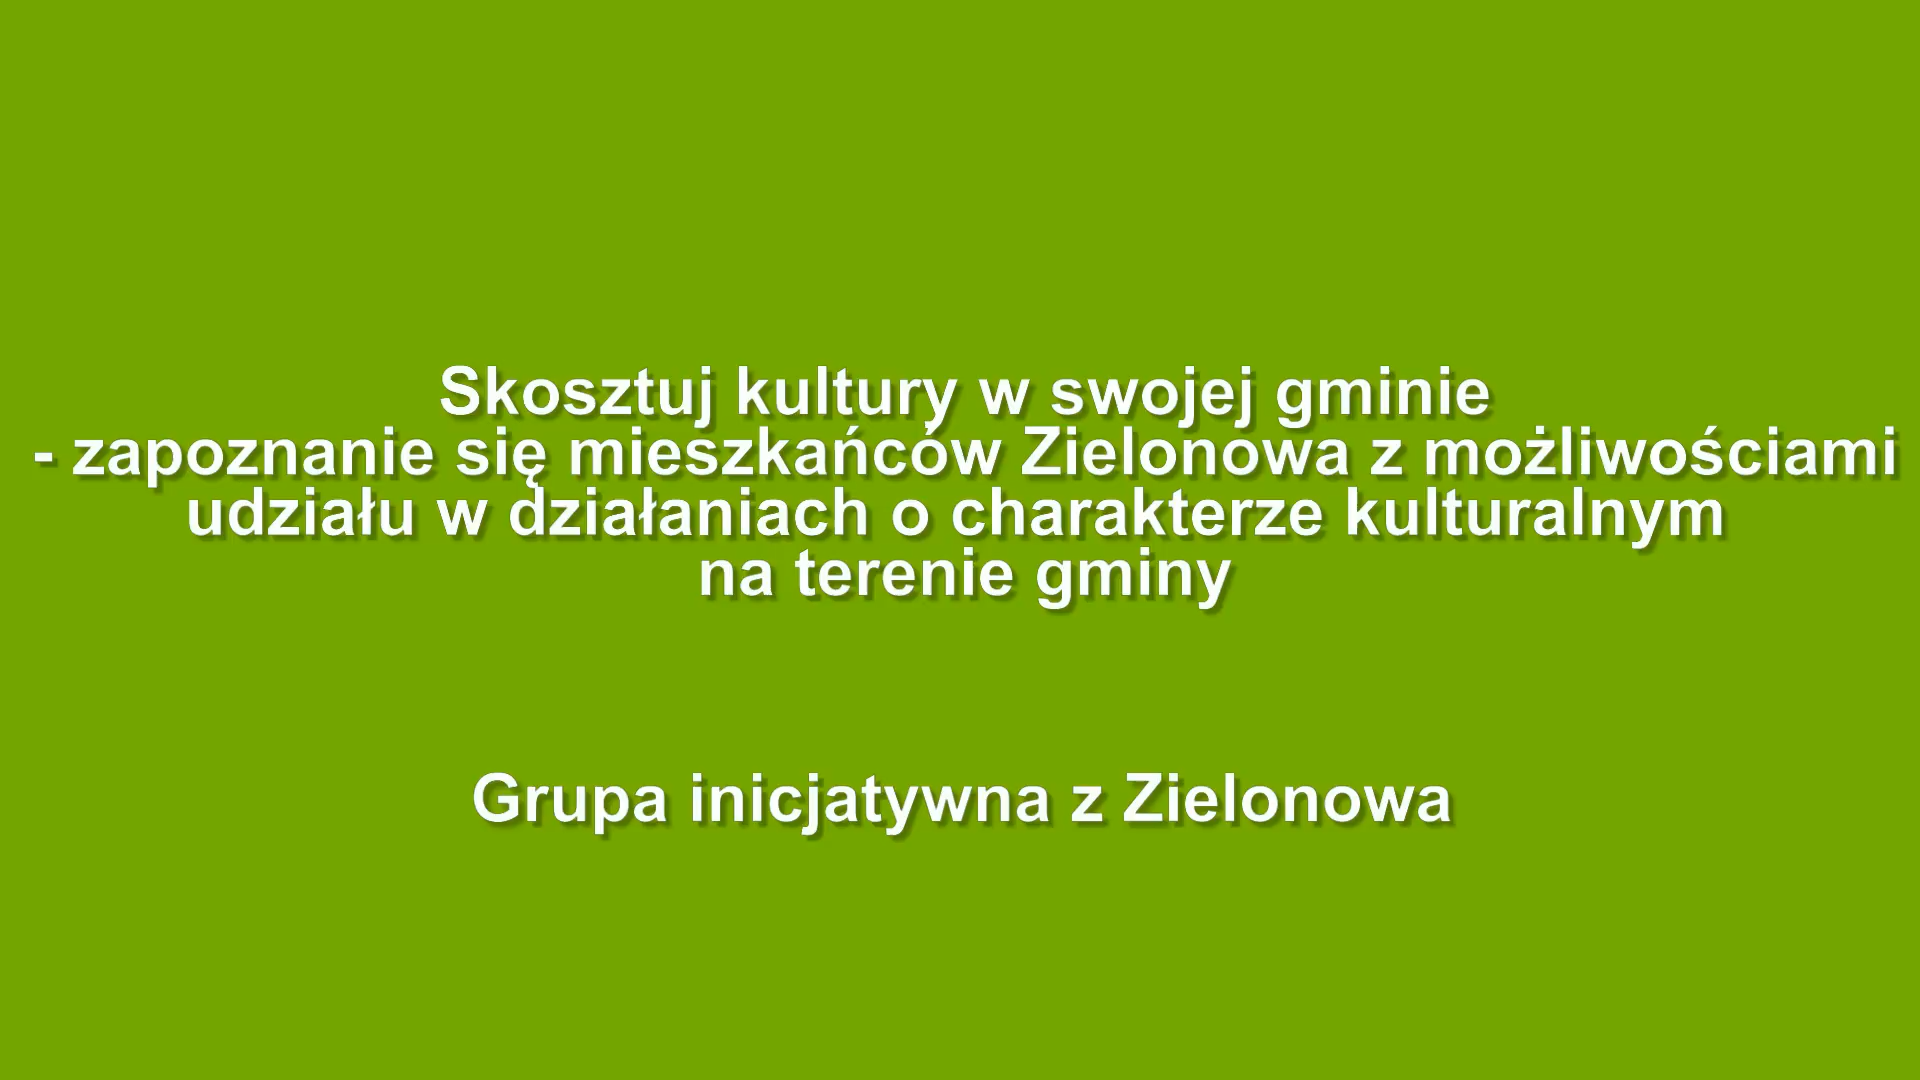 Skosztuj kultury w swojej gminie
- zapoznanie się mieszkańców Zielonowa z możliwościami
udziału w działaniach o charakterze kulturalnym
na terenie gminy
Grupa inicjatywna z Zielonowa